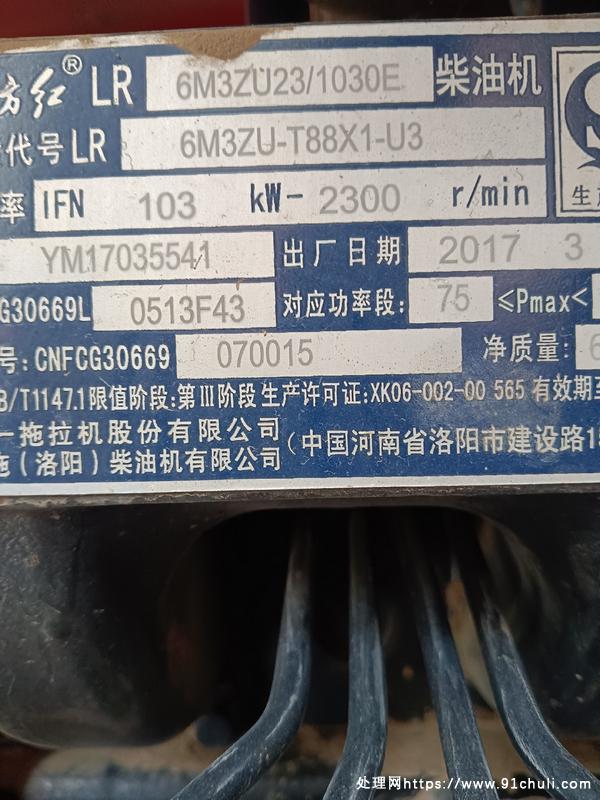 方红® LR 6M3ZU23/1030E 柴油机
代号 LR 6M3ZU-T88X1-U3
率 IFN 103 kW- 2300 r/min
生产
YM17035541 出厂日期 2017 3
G30669L 0513F43 对应功率段: 75 ≤Pmax<
号: CNFCG30669 070015 净质量: 6
B/T1147.1 限值阶段: 第Ⅲ阶段 生产许可证: XK06-002-00 565 有效期至
一拖拉机股份有限公司
拖(洛阳)柴油机有限公司
(中国河南省洛阳市建设路15
处理网https://www.91chuli.com